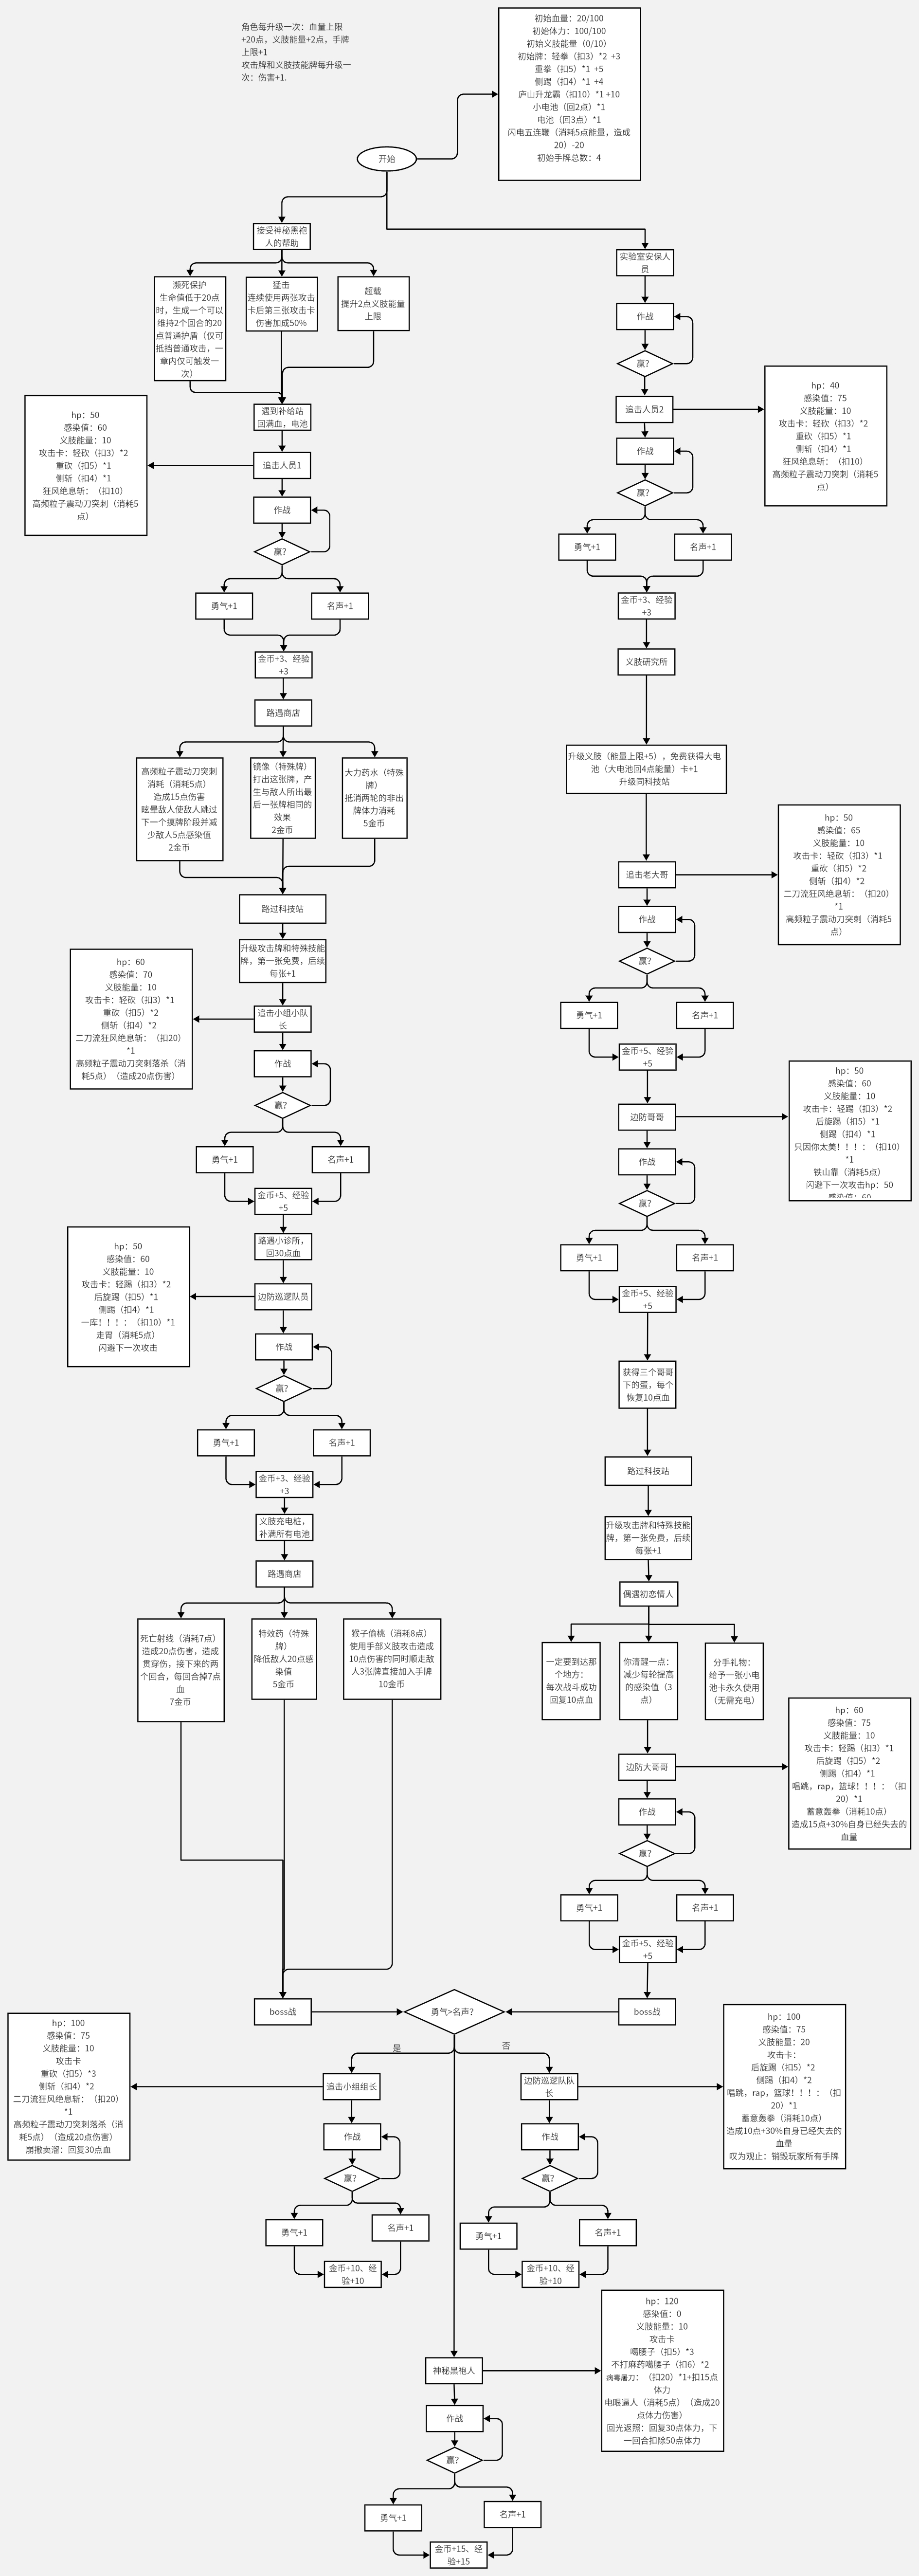 角色每升级一次：血量上限
+20点，义肢能量+2点，手牌
上限+1
攻击牌和义肢技能牌每升级一
次：伤害+1.
初始血量：20/100
初始体力：100/100
初始义肢能量（0/10）
初始牌：轻拳（扣3）*2 +3
重拳（扣5）*1 +5
侧踢（扣4）*1 +4
庐山升龙霸（扣10）*1 +10
小电池（回2点）*1
电池（回3点）*1
闪电五连鞭（消耗5点能量，造成
20）-20
初始手牌总数：4
开始
接受神秘黑袍
人的帮助
濒死保护
生命值低于20点
时，生成一个可以
维持2个回合的20
点普通护盾（仅可
抵挡普通攻击，一
章内仅可触发一
次）
猛击
连续使用两张攻击
卡后第三张攻击卡
伤害加成50%
超载
提升2点义肢能量
上限
遇到补给站
回满血，电池
追击人员1
hp：50
感染值：60
义肢能量：10
攻击卡：轻砍（扣3）*2
重砍（扣5）*1
侧斩（扣4）*1
狂风绝息斩：（扣10）
高频粒子震动刀突刺（消耗5
点）
作战
赢？
勇气+1
名声+1
金币+3、经验
+3
路遇商店
高频粒子震动刀突刺
消耗（消耗5点）
造成15点伤害
眩晕敌人使敌人跳过
下一个摸牌阶段并减
少敌人5点感染值
2金币
镜像（特殊牌）
打出这张牌，产
生与敌人所出最
后一张牌相同的
效果
2金币
大力药水（特殊
牌）
抵消两轮的非出
牌体力消耗
5金币
路过科技站
升级攻击牌和特殊技能
牌，第一张免费，后续
每张+1
追击小组小队
长
hp：60
感染值：70
义肢能量：10
攻击卡：轻砍（扣3）*1
重砍（扣5）*2
侧斩（扣4）*2
二刀流狂风绝息斩：（扣20）
*1
高频粒子震动刀突刺落杀（消
耗5点）（造成20点伤害）
作战
赢？
勇气+1
名声+1
金币+5、经验
+5
路遇小诊所，
回30点血
边防巡逻队员
hp：50
感染值：60
义肢能量：10
攻击卡：轻踢（扣3）*2
后旋踢（扣5）*1
侧踢（扣4）*1
一库！！！：（扣10）*1
走胃（消耗5点）
闪避下一次攻击
作战
赢？
勇气+1
名声+1
金币+3、经验
+3
义肢充电桩，
补满所有电池
路遇商店
死亡射线（消耗7点）
造成20点伤害，造成
贯穿伤，接下来的两
个回合，每回合掉7点
血
7金币
特效药（特殊
牌）
降低敌人20点感
染值
5金币
猴子偷桃（消耗8点）
使用手部义肢攻击造成
10点伤害的同时顺走敌
人3张牌直接加入手牌
10金币
boss战
实验室安保人
员
作战
赢？
追击人员2
hp：40
感染值：75
义肢能量：10
攻击卡：轻砍（扣3）*2
重砍（扣5）*1
侧斩（扣4）*1
狂风绝息斩：（扣10）
高频粒子震动刀突刺（消耗5
点）
作战
赢？
勇气+1
名声+1
金币+3、经验
+3
义肢研究所
升级义肢（能量上限+5），免费获得大电
池（大电池回4点能量）卡+1
升级同科技站
追击老大哥
hp：50
感染值：65
义肢能量：10
攻击卡：轻砍（扣3）*1
重砍（扣5）*2
侧斩（扣4）*2
二刀流狂风绝息斩：（扣20）
*1
高频粒子震动刀突刺（消耗5
点）
作战
赢？
勇气+1
名声+1
金币+5、经验
+5
边防哥哥
hp：50
感染值：60
义肢能量：10
攻击卡：轻踢（扣3）*2
后旋踢（扣5）*1
侧踢（扣4）*1
只因你太美！！！：（扣10）
*1
铁山靠（消耗5点）
闪避下一次攻击hp：50
感染值：60
作战
赢？
勇气+1
名声+1
金币+5、经验
+5
获得三个哥哥
下的蛋，每个
恢复10点血
路过科技站
升级攻击牌和特殊技能
牌，第一张免费，后续
每张+1
偶遇初恋情人
一定要到达那
个地方：
每次战斗成功
回复10点血
你清醒一点：
减少每轮提高
的感染值（3
点）
分手礼物：
给予一张小电
池卡永久使用
（无需充电）
边防大哥哥
hp：60
感染值：75
义肢能量：10
攻击卡：轻踢（扣3）*1
后旋踢（扣5）*2
侧踢（扣4）*1
唱跳，rap，篮球！！！：（扣
20）*1
蓄意轰拳（消耗10点）
造成15点+30%自身已经失去的
血量
作战
赢？
勇气+1
名声+1
金币+5、经验
+5
boss战
勇气>名声？
是
否
追击小组组长
hp：100
感染值：75
义肢能量：10
攻击卡
重砍（扣5）*3
侧斩（扣4）*2
二刀流狂风绝息斩：（扣20）
*1
高频粒子震动刀突刺落杀（消
耗5点）（造成20点伤害）
崩撤卖溜：回复30点血
作战
赢？
勇气+1
名声+1
金币+10、经
验+10
边防巡逻队队
长
hp：100
感染值：75
义肢能量：20
攻击卡：
后旋踢（扣5）*2
侧踢（扣4）*2
唱跳，rap，篮球！！！：（扣
20）*1
蓄意轰拳（消耗10点）
造成10点+30%自身已经失去的
血量
叹为观止：销毁玩家所有手牌
作战
赢？
勇气+1
名声+1
金币+10、经
验+10
神秘黑袍人
hp：120
感染值：0
义肢能量：10
攻击卡
噶腰子（扣5）*3
不打麻药噶腰子（扣6）*2
病毒屠刀：（扣20）*1+扣15点
体力
电眼逼人（消耗5点）（造成20
点体力伤害）
回光返照：回复30点体力，下
一回合扣除50点体力
作战
赢？
勇气+1
名声+1
金币+15、经
验+15